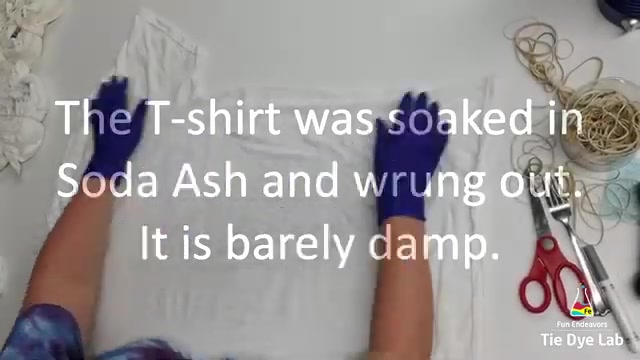 The T-shirt was soaked in
Soda Ash and wrung out.
It is barely damp.
Fe
Fun Endeavors
Tie Dye Lab